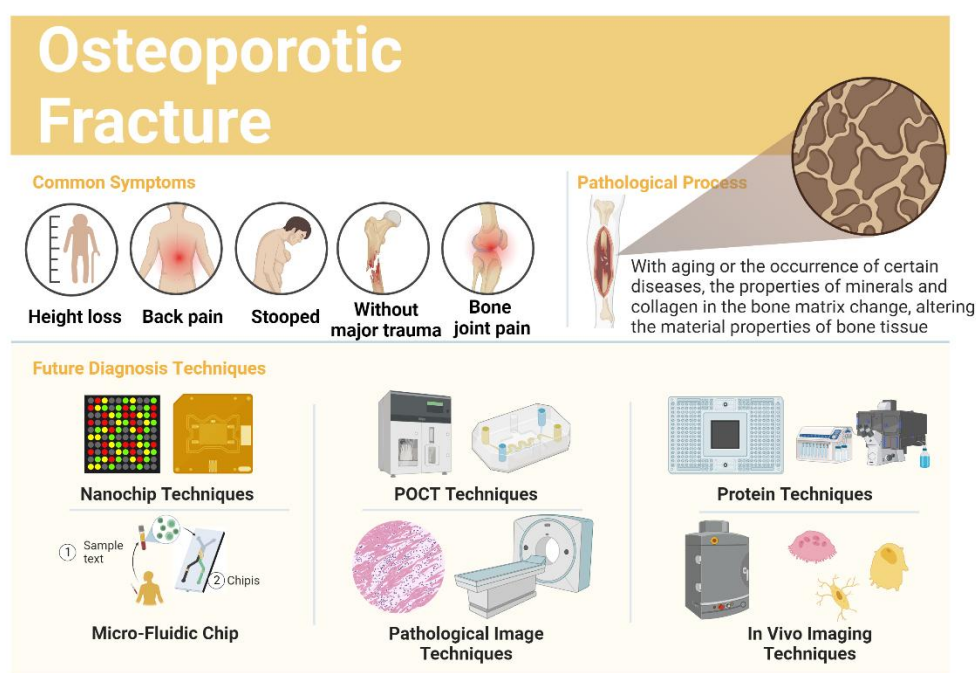 Osteoporotic
Fracture
Common Symptoms
Height loss
Back pain
Stooped
Without
major trauma
Bone
joint pain
Pathological Process
With aging or the occurrence of certain
diseases, the properties of minerals and
collagen in the bone matrix change, altering
the material properties of bone tissue
Future Diagnosis Techniques
Nanochip Techniques
POCT Techniques
Protein Techniques
1 Sample
text
2 Chipis
Micro-Fluidic Chip
Pathological Image
Techniques
In Vivo Imaging
Techniques